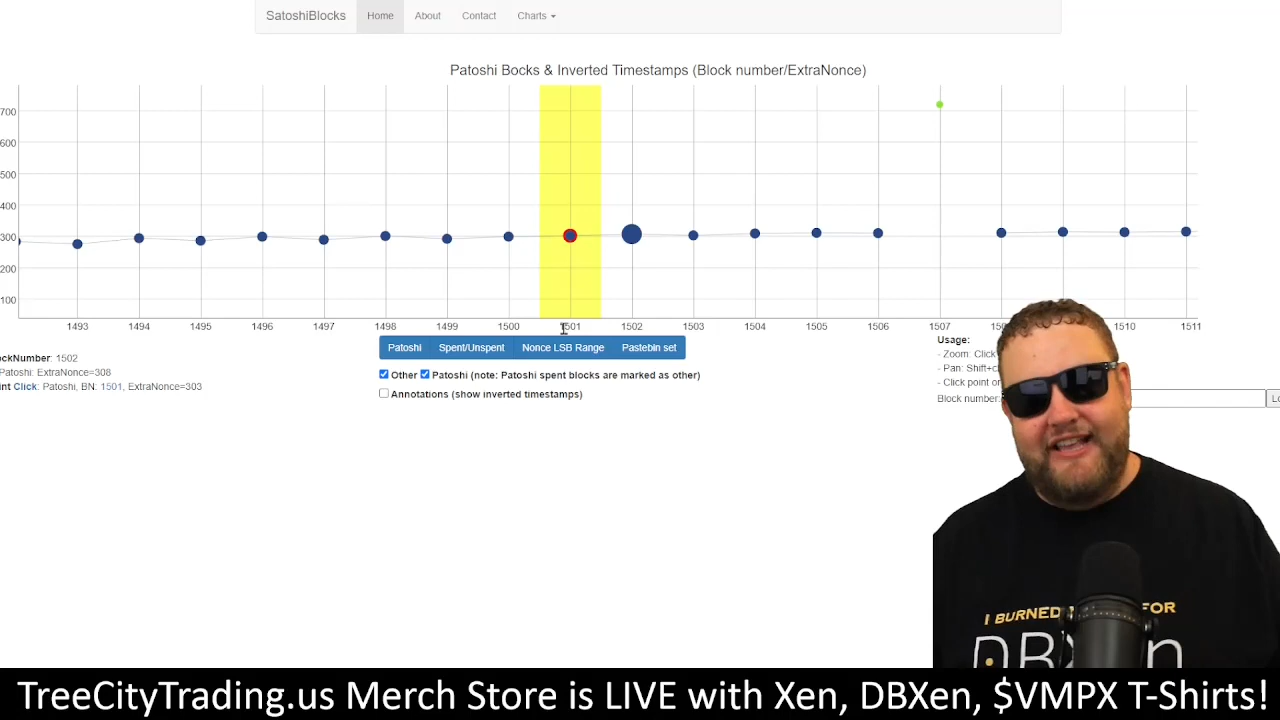 SatoshiBlocks Home About Contact Charts
Patoshi Bocks & Inverted Timestamps (Block number/ExtraNonce)
700
600
500
400
300
200
100
1493 1494 1495 1496 1497 1498 1499 1500 1501 1502 1503 1504 1505 1506 1507 1510 1511
Patoshi Spent/Unspent Nonce LSB Range Pastebin set
Usage:
ockNumber: 1502
- Zoom: Click
Patoshi: ExtraNonce=308
Other Patoshi (note: Patoshi spent blocks are marked as other)
- Pan: Shift+c
int Click: Patoshi, BN: 1501, ExtraNonce=303
- Click point on
Annotations (show inverted timestamps)
Block number:
Lo
I BURNED FOR
DBXen
TreeCityTrading.us Merch Store is LIVE with Xen, DBXen, $VMPX T-Shirts!